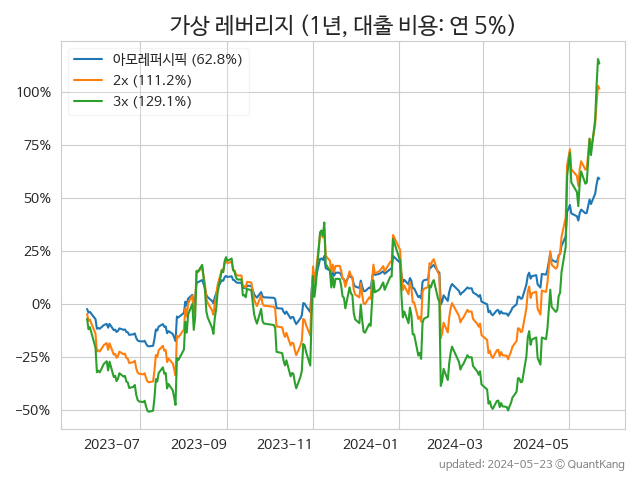 가상 레버리지 (1년, 대출 비용: 연 5%)
아모레퍼시픽 (62.8%)
2x (111.2%)
3x (129.1%)
100%
75%
50%
25%
0%
−25%
−50%
2023−07
2023−09
2023−11
2024−01
2024−03
2024−05
updated: 2024-05-23 © QuantKang